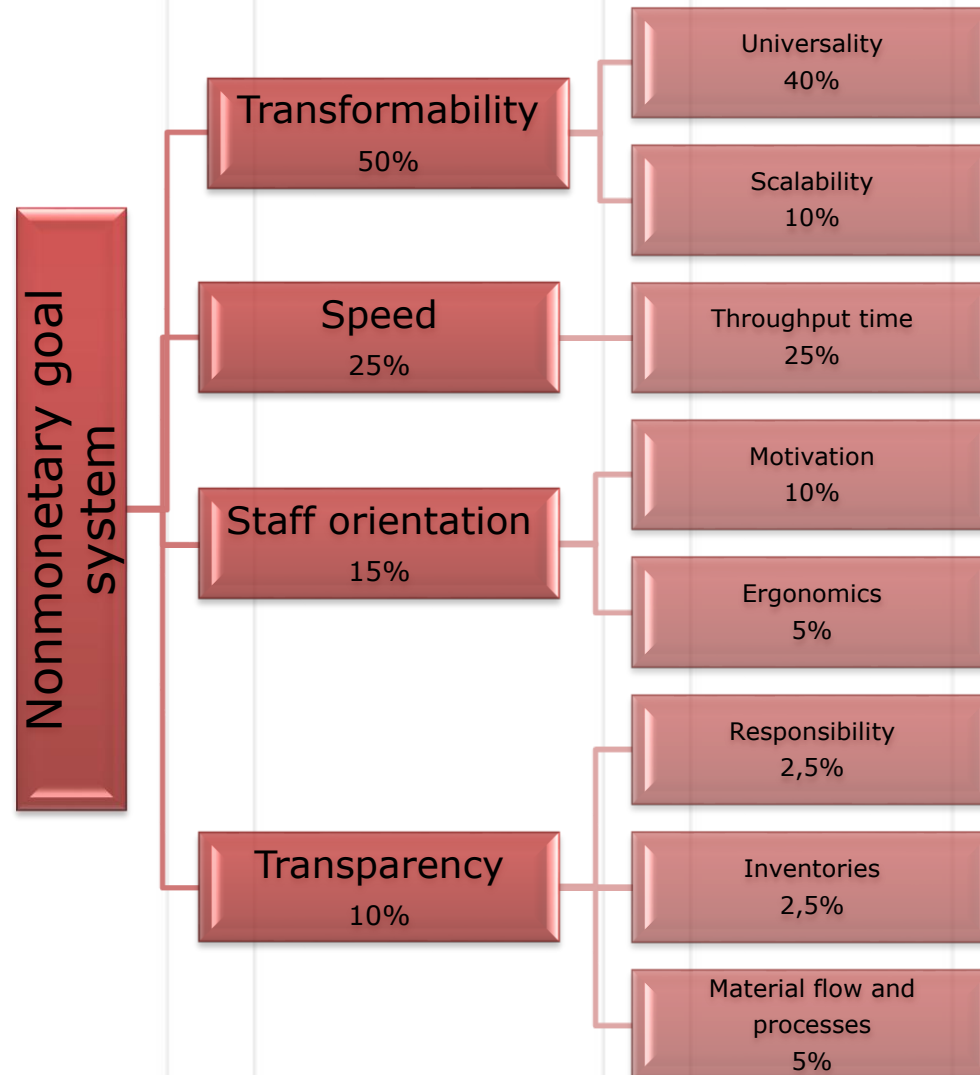 Nonmonetary goal
system
Transformability
50%
Universality
40%
Scalability
10%
Speed
25%
Throughput time
25%
Staff orientation
15%
Motivation
10%
Ergonomics
5%
Transparency
10%
Responsibility
2,5%
Inventories
2,5%
Material flow and
processes
5%